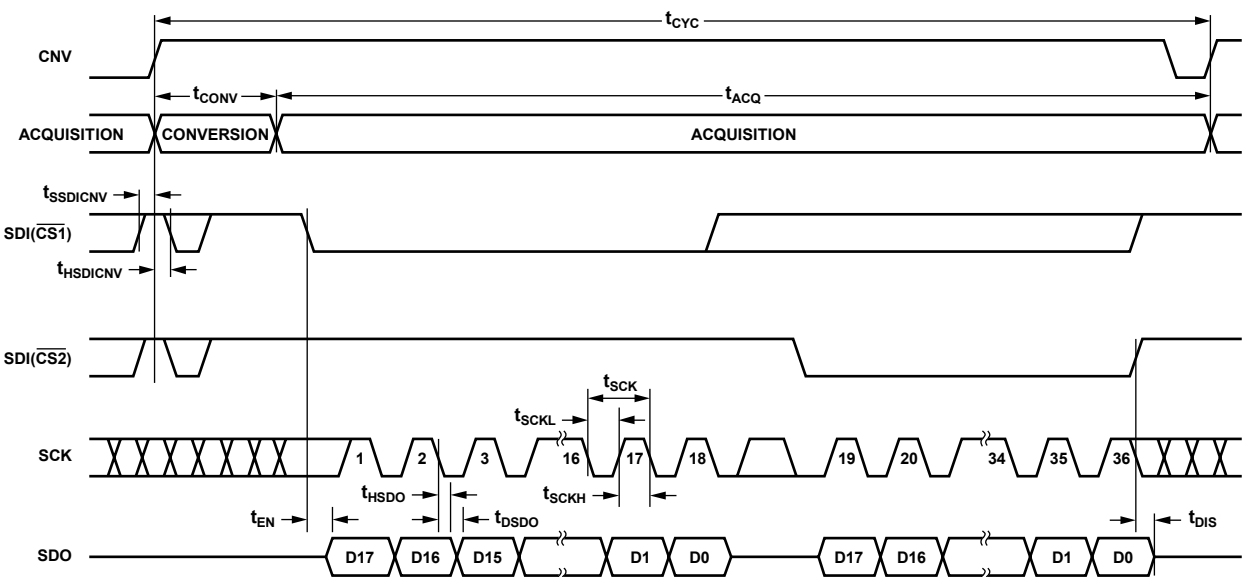 tCYC
CNV
tCONV
tACQ
ACQUISITION CONVERSION ACQUISITION
tSSDICNV
SDI(CS1)
tHSDICNV
SDI(CS2)
tSCK
tSCKL
SCK 1 2 3 16 17 18 19 20 34 35 36
tHSDO
tSCKH
tEN
tDSDO
tDIS
SDO D17 D16 D15 D1 D0 D17 D16 D1 D0